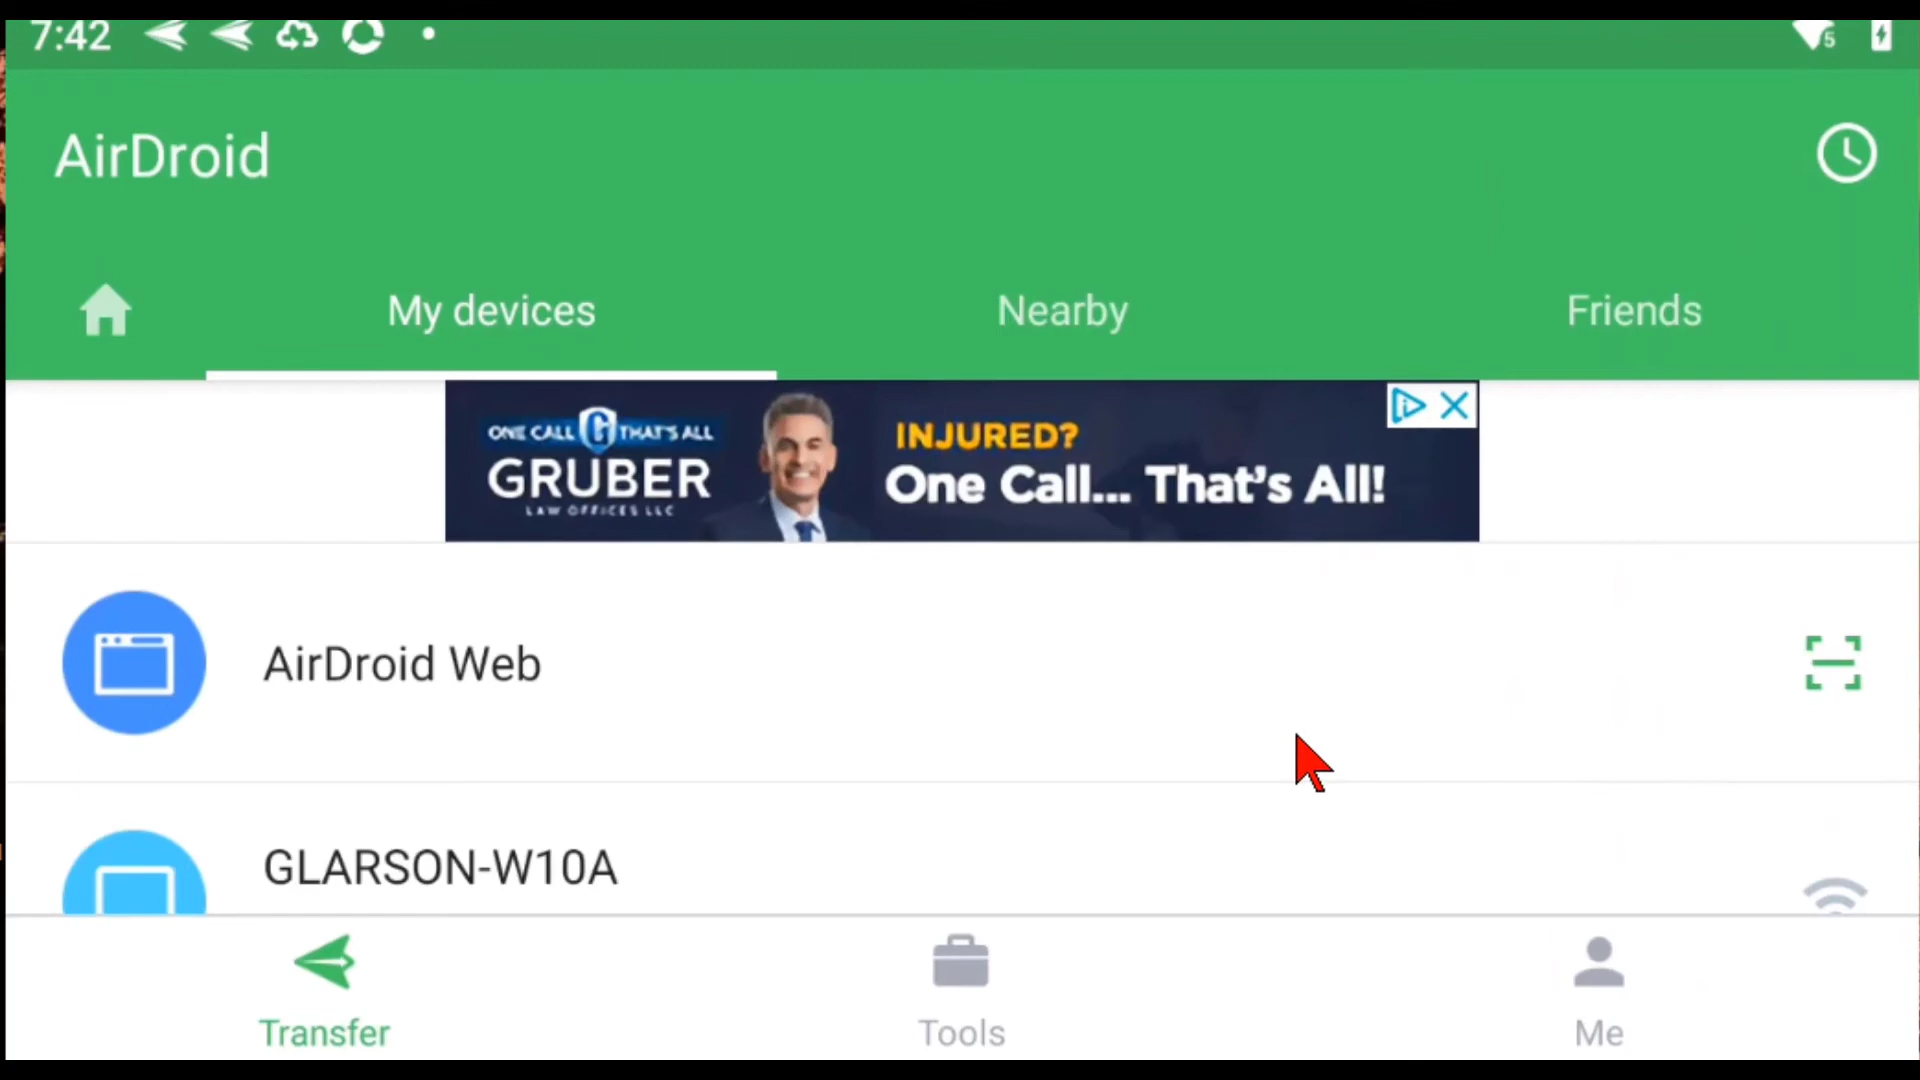 7:42
5
AirDroid
My devices
Nearby
Friends
ONE CALL G THAT'S ALL
GRUBER
LAW OFFICES LLC
INJURED?
One Call... That's All!
AirDroid Web
GLARSON-W10A
Transfer
Tools
Me